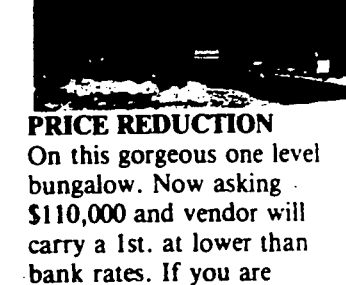 PRICE REDUCTION
On this gorgeous one level
bungalow. Now asking
$110,000 and vendor will
carry a 1st. at lower than
bank rates. If you are